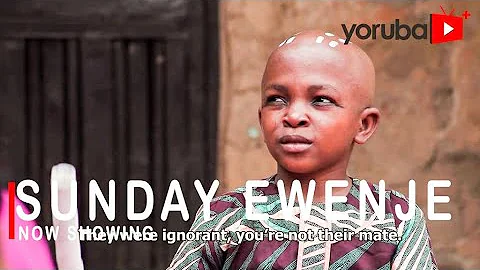 yoruba+
SUNDAY EWENJE
NOW SHOWING
They were ignorant, you're not their mate.